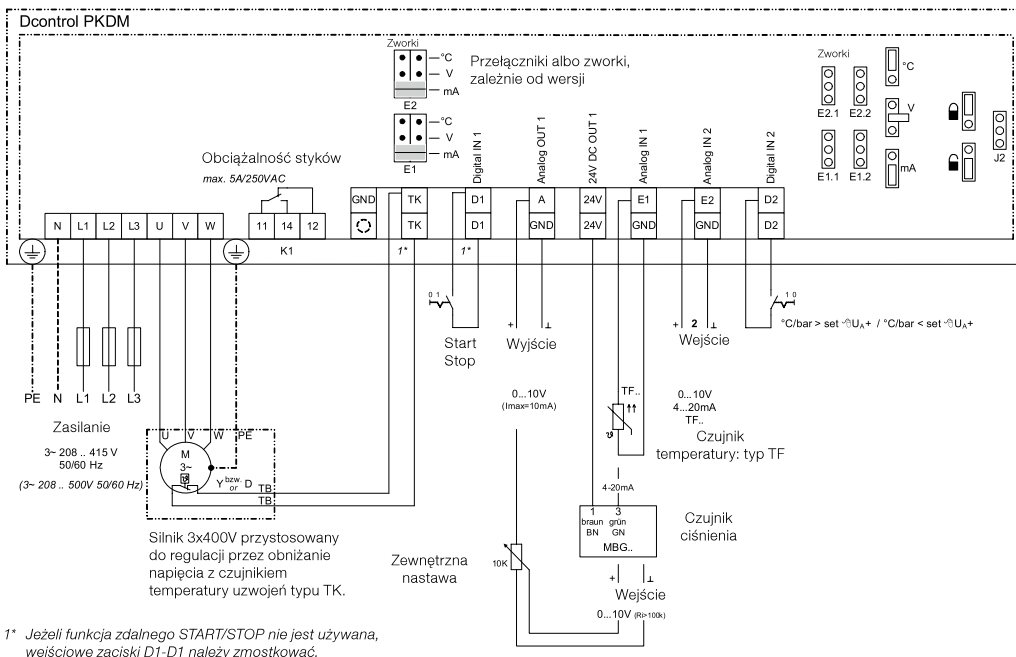 Dcontrol PKDM
Zworki
°C
V
mA
E2
°C
V
mA
E1
Przełączniki albo zworki,
zależnie od wersji
Zworki
E2.1 E2.2
E1.1 E1.2
°C
V
mA
J2
Obciążalność styków
max. 5A/250VAC
Digital IN 1
Analog OUT 1
24V DC OUT 1
Analog IN 1
Analog IN 2
Digital IN 2
GND TK D1 A 24V E1 E2 D2
N L1 L2 L3 U V W 11 14 12 TK D1 GND 24V GND GND D2
K1 1* 1*
0 1
Start
Stop
+ ⊥
Wyjście
0...10V
(Imax=10mA)
+ 2 ⊥
Wejście
0...10V
4...20mA
TF..
1 0
°C/bar > set UA+ / °C/bar < set UA+
PE N L1 L2 L3
Zasilanie
3~ 208 .. 415 V
50/60 Hz
(3~ 208 .. 500V 50/60 Hz)
U V W PE
M
3~
Y bzw. or D
TB
TB
Silnik 3x400V przystosowany
do regulacji przez obniżanie
napięcia z czujnikiem
temperatury uzwojeń typu TK.
TF..
ϑ
Czujnik
temperatury: typ TF
4-20mA
1 3
braun grün
BN GN
MBG..
Czujnik
ciśnienia
10K
Zewnętrzna
nastawa
+ ⊥
Wejście
0...10V (Ri>100k)
1* Jeżeli funkcja zdalnego START/STOP nie jest używana,
wejściowe zaciski D1-D1 należy zmostkować.